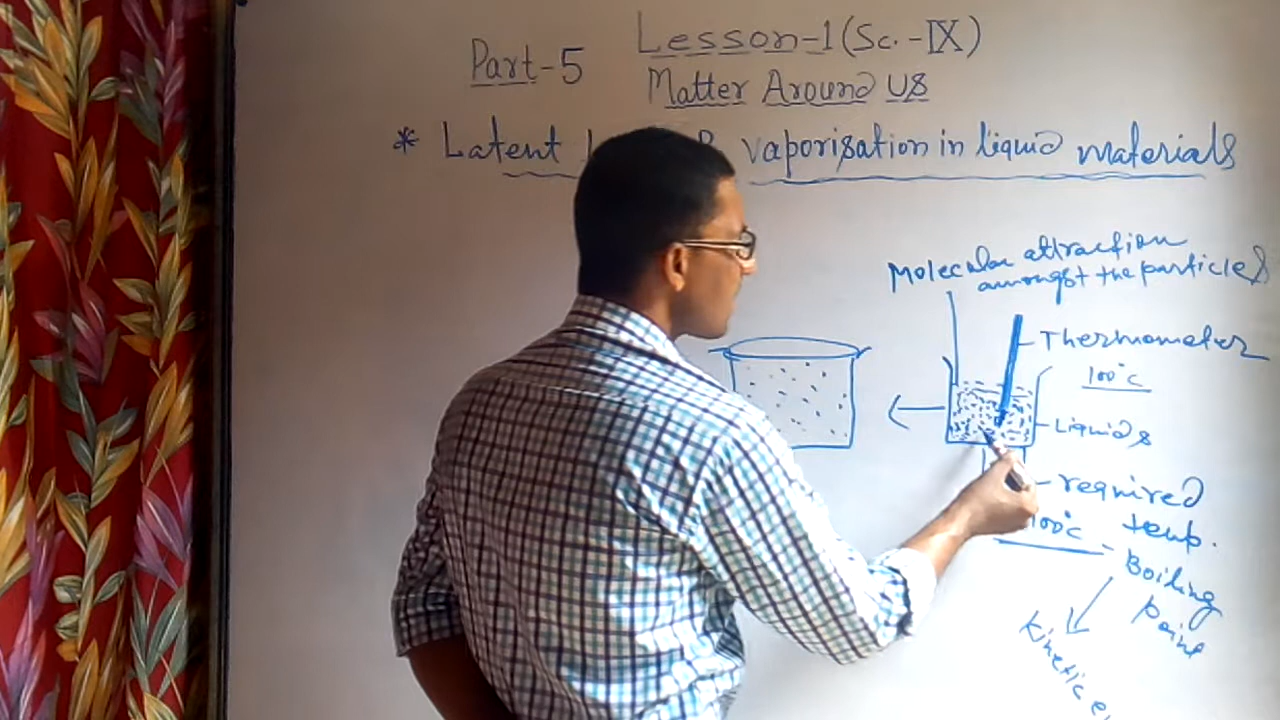 Part-5
Lesson-1 (Sc.-IX)
Matter Around us
* Latent vaporisation in liquid materials
Molecular attraction
amongst the particles
Thermometer
100°C
Liquids
required
temp.
100°C - Boiling
point
Kinetic